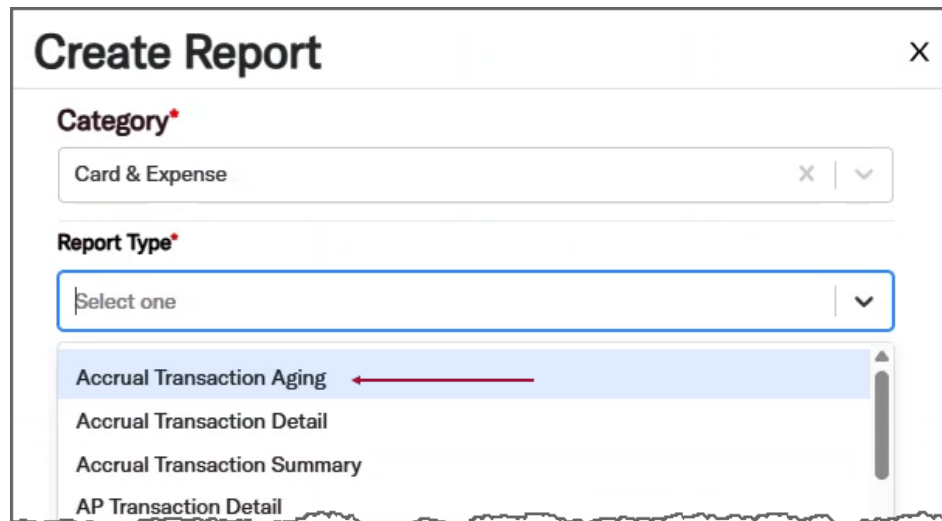 Create Report
Category*
Card & Expense
Report Type*
Select one
Accrual Transaction Aging
Accrual Transaction Detail
Accrual Transaction Summary
AP Transaction Detail